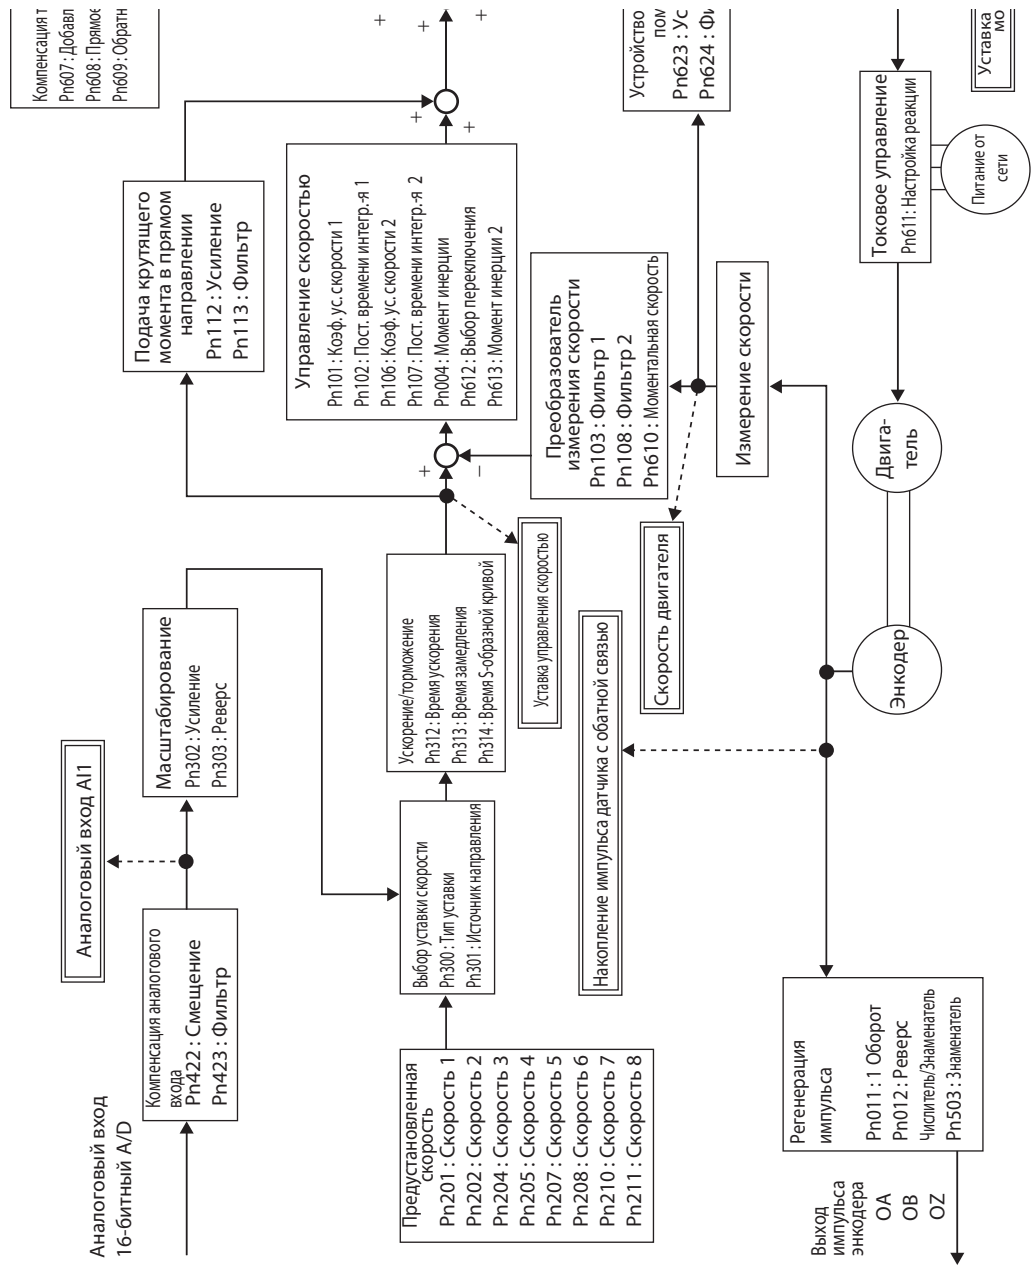 Аналоговый вход
16-битный A/D
Компенсация аналогового
входа
Pn422 : Смещение
Pn423 : Фильтр
Аналоговый вход AI1
Масштабирование
Pn302 : Усиление
Pn303 : Реверс
Подача крутящего
момента в прямом
направлении
Pn112 : Усиление
Pn113 : Фильтр
Компенсация
Pn607 :
Pn608 :
Pn609 :
Предустановленная
скорость
Pn201 : Скорость 1
Pn202 : Скорость 2
Pn204 : Скорость 3
Pn205 : Скорость 4
Pn207 : Скорость 5
Pn208 : Скорость 6
Pn210 : Скорость 7
Pn211 : Скорость 8
Выбор уставки скорости
Pn300 : Тип уставки
Pn301 : Источник направления
Ускорение/торможение
Pn312 : Время ускорения
Pn313 : Время замедления
Pn314 : Время S-образной кривой
Уставка управления скоростью
+
−
Управление скоростью
Pn101 : Коэф. ус. скорости 1
Pn102 : Пост. времени интегр.-я 1
Pn106 : Коэф. ус. скорости 2
Pn107 : Пост. времени интегр.-я 2
Pn004 : Момент инерции
Pn612 : Выбор переключения
Pn613 : Момент инерции 2
+
+
+
+
+
−
Преобразователь
измерения скорости
Pn103 : Фильтр 1
Pn108 : Фильтр 2
Pn610 : Моментальная скорость
Накопление импульса датчика с обатной связью
Скорость двигателя
Измерение скорости
Устройство
Pn623 :
Pn624 :
Регенерация
импульса
Pn011 : 1 Оборот
Pn012 : Реверс
Числитель/Знаменатель
Pn503 : Знаменатель
Выход
импульса
энкодера
OA
OB
OZ
Энкодер
Двига-
тель
Токовое управление
Pn611: Настройка реакции
Питание от
сети
Уставка